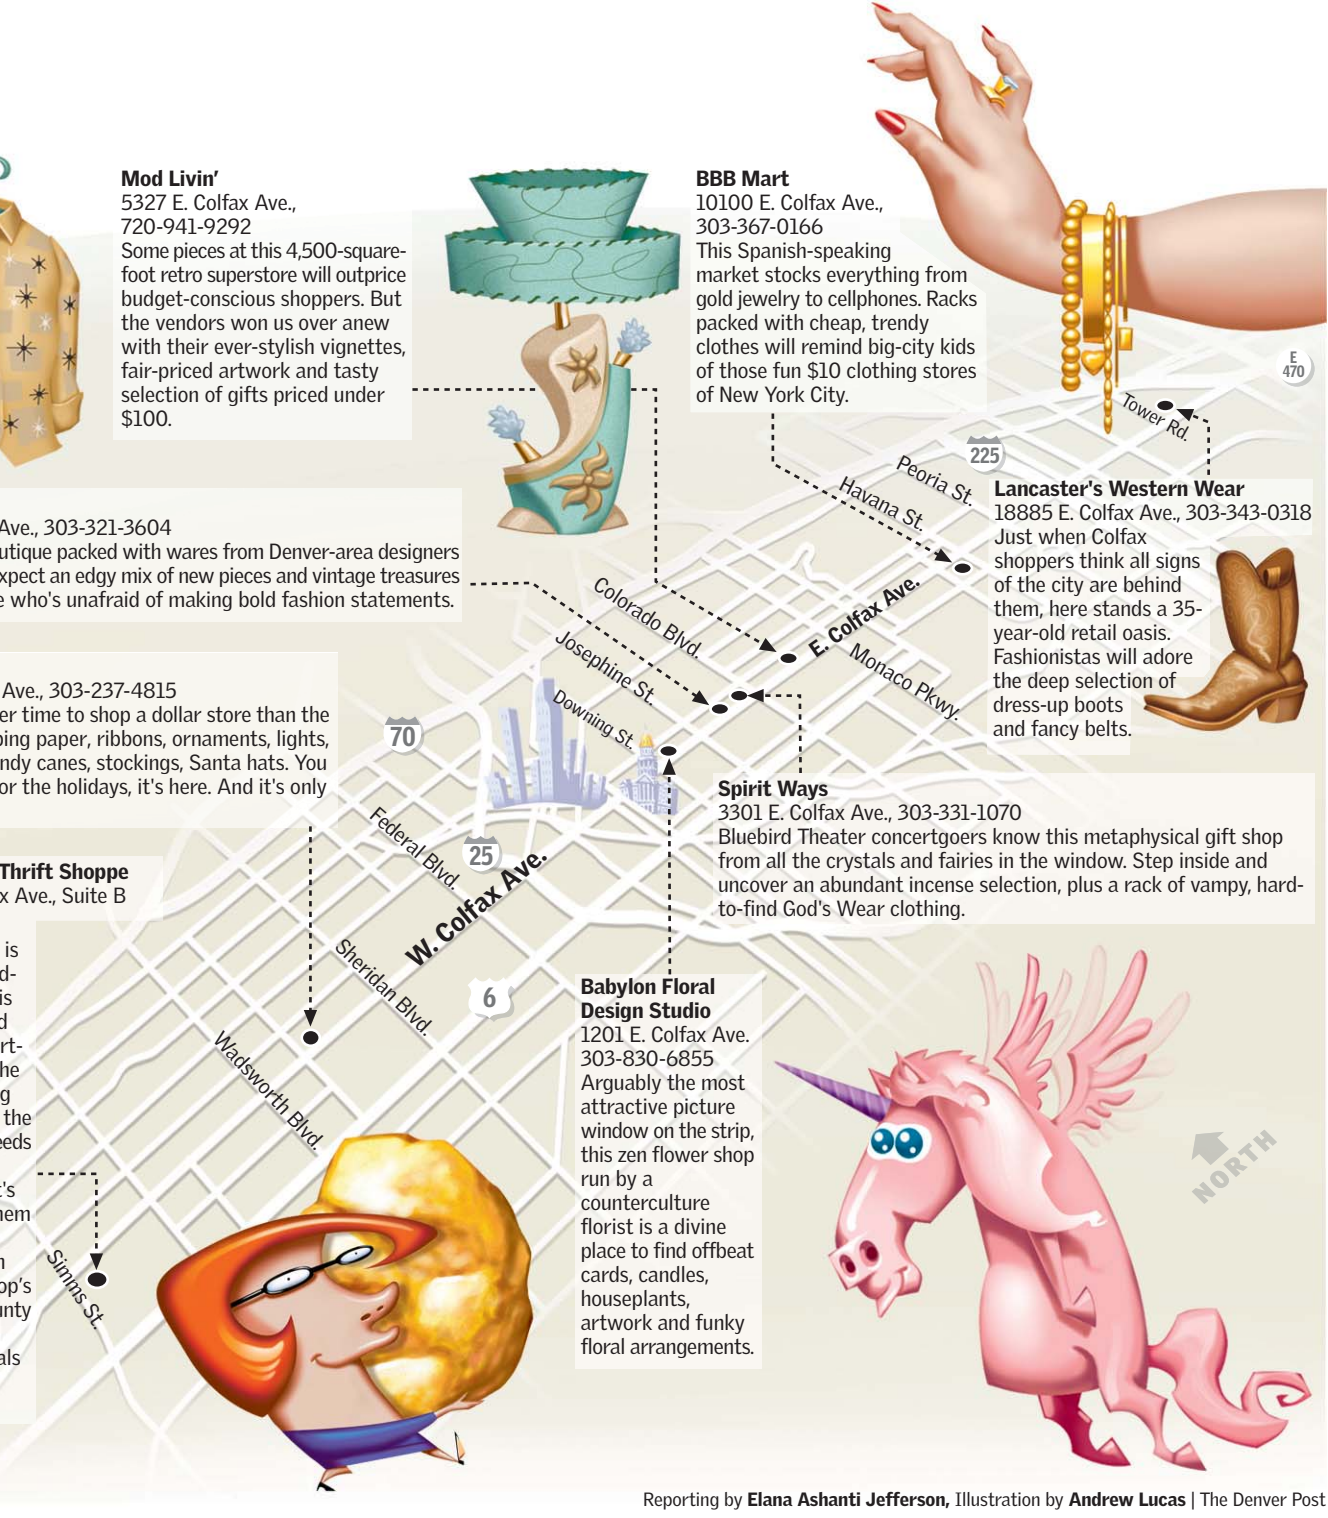 Mod Livin’
5327 E. Colfax Ave.,
720-941-9292
Some pieces at this 4,500-square-
foot retro superstore will outprice
budget-conscious shoppers. But
the vendors won us over anew
with their ever-stylish vignettes,
fair-priced artwork and tasty
selection of gifts priced under
$100.
BBB Mart
10100 E. Colfax Ave.,
303-367-0166
This Spanish-speaking
market stocks everything from
gold jewelry to cellphones. Racks
packed with cheap, trendy
clothes will remind big-city kids
of those fun $10 clothing stores
of New York City.
E
470
Tower Rd.
225
Peoria St.
Havana St.
Lancaster's Western Wear
18885 E. Colfax Ave., 303-343-0318
Just when Colfax
shoppers think all signs
of the city are behind
them, here stands a 35-
year-old retail oasis.
Fashionistas will adore
the deep selection of
dress-up boots
and fancy belts.
Ave., 303-321-3604
utique packed with wares from Denver-area designers
xpect an edgy mix of new pieces and vintage treasures
e who's unafraid of making bold fashion statements.
Colorado Blvd.
E. Colfax Ave.
Josephine St.
Monaco Pkwy.
Downing St.
Ave., 303-237-4815
er time to shop a dollar store than the
ping paper, ribbons, ornaments, lights,
ndy canes, stockings, Santa hats. You
or the holidays, it's here. And it's only
70
Spirit Ways
3301 E. Colfax Ave., 303-331-1070
Bluebird Theater concertgoers know this metaphysical gift shop
from all the crystals and fairies in the window. Step inside and
uncover an abundant incense selection, plus a rack of vampy, hard-
to-find God's Wear clothing.
Federal Blvd.
25
W. Colfax Ave.
Thrift Shoppe
x Ave., Suite B
is
d-
is
d
rt-
he
g
the
eeds
t's
hem
n
op's
unty
als
Sheridan Blvd.
6
Wadsworth Blvd.
Simms St.
Babylon Floral
Design Studio
1201 E. Colfax Ave.
303-830-6855
Arguably the most
attractive picture
window on the strip,
this zen flower shop
run by a
counterculture
florist is a divine
place to find offbeat
cards, candles,
houseplants,
artwork and funky
floral arrangements.
NORTH
Reporting by Elana Ashanti Jefferson, Illustration by Andrew Lucas | The Denver Post